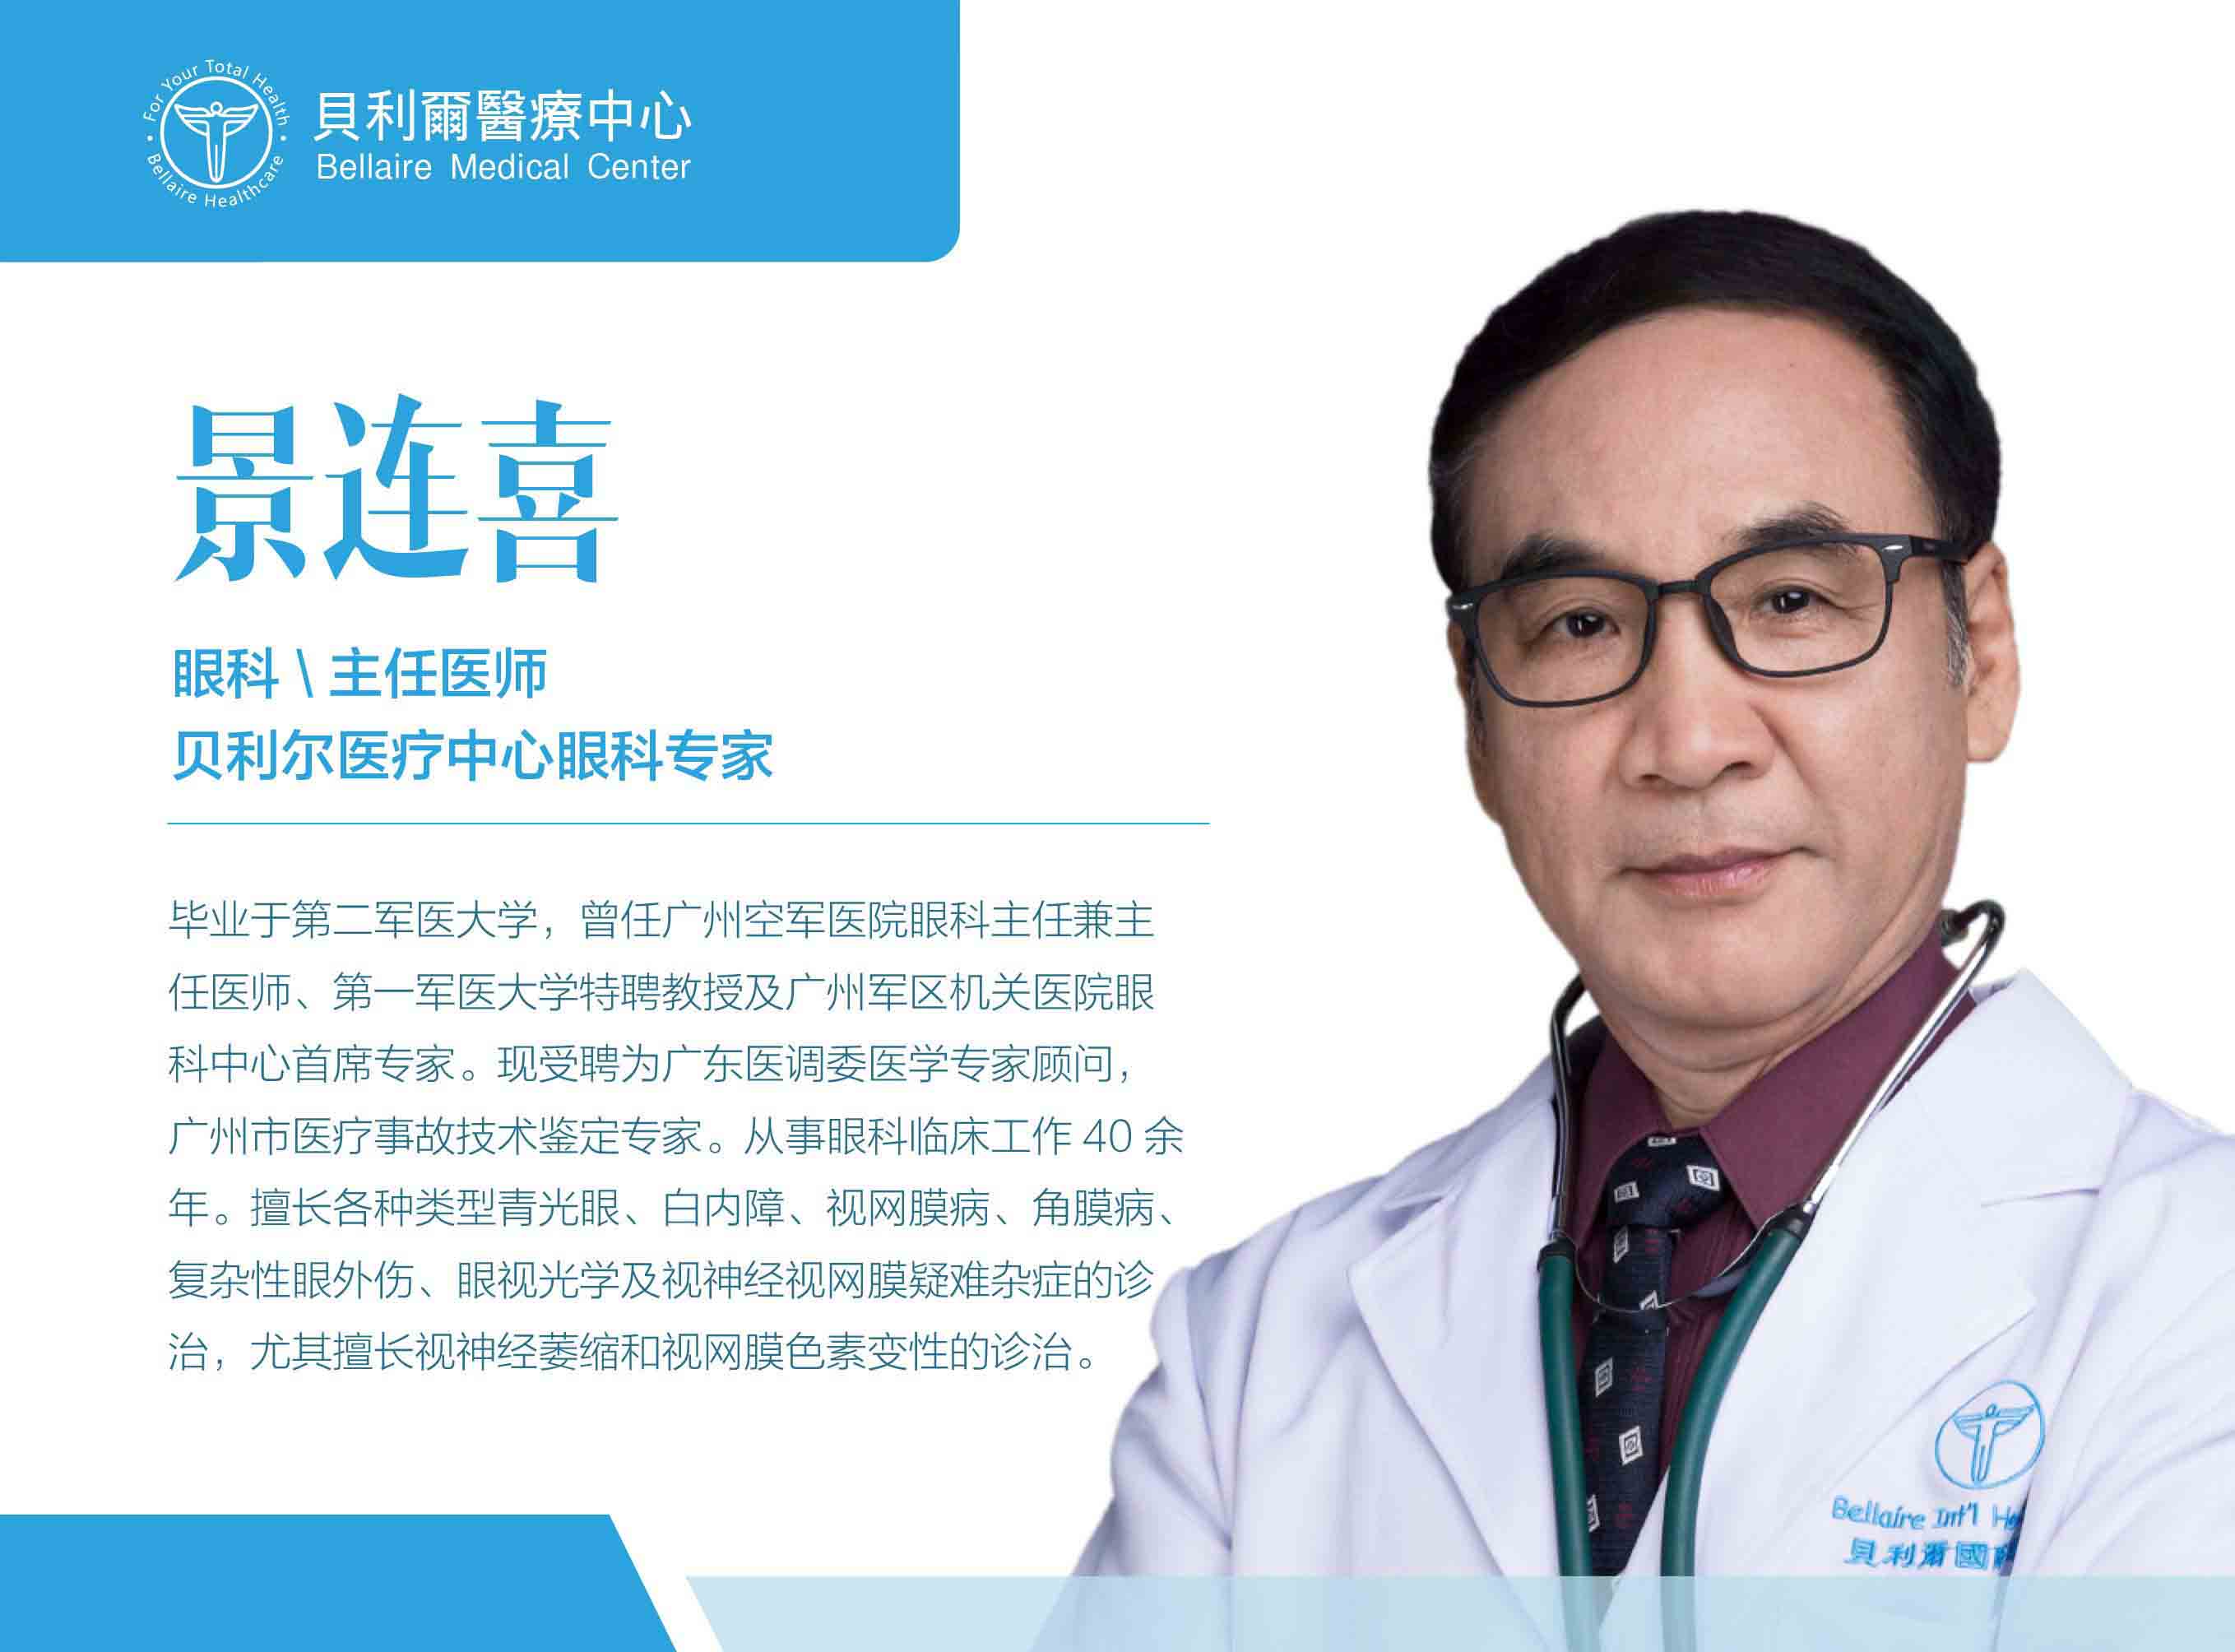 For Your Total Health
Bellaire Healthcare
貝利爾醫療中心
Bellaire Medical Center
景连喜
眼科 \ 主任医师
贝利尔医疗中心眼科专家
毕业于第二军医大学，曾任广州空军医院眼科主任兼主
任医师、第一军医大学特聘教授及广州军区机关医院眼
科中心首席专家。现受聘为广东医调委医学专家顾问，
广州市医疗事故技术鉴定专家。从事眼科临床工作 40 余
年。擅长各种类型青光眼、白内障、视网膜病、角膜病、
复杂性眼外伤、眼视光学及视神经视网膜疑难杂症的诊
治，尤其擅长视神经萎缩和视网膜色素变性的诊治。
Bellaire Int'l
貝利爾國